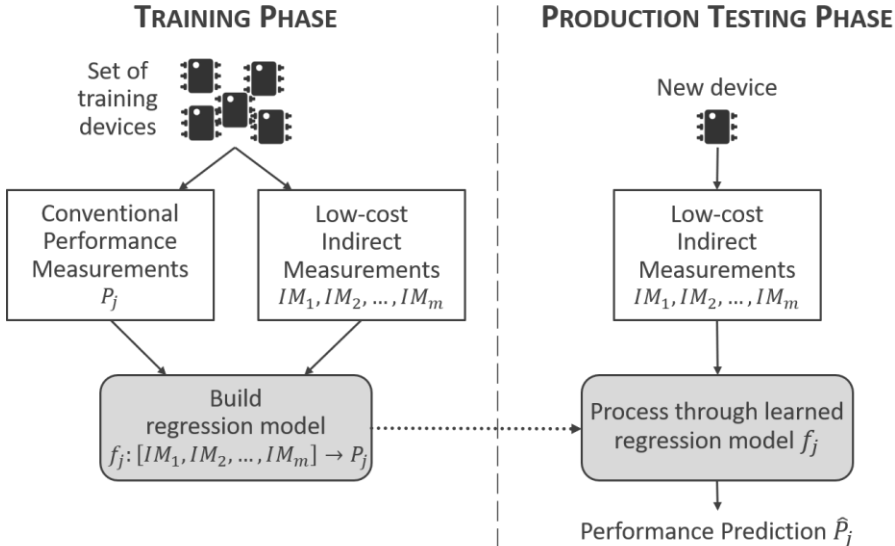 TRAINING PHASE
Set of
training
devices
Conventional
Performance
Measurements
P_j
Low-cost
Indirect
Measurements
IM_1, IM_2, ... , IM_m
Build
regression model
f_j: [IM_1, IM_2, ... , IM_m] → P_j
PRODUCTION TESTING PHASE
New device
Low-cost
Indirect
Measurements
IM_1, IM_2, ... , IM_m
Process through learned
regression model f_j
Performance Prediction P̂_j